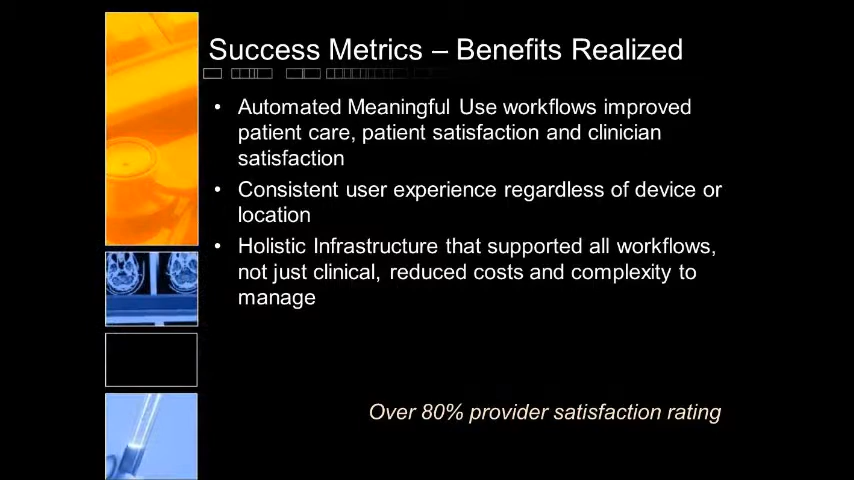 Success Metrics – Benefits Realized
• Automated Meaningful Use workflows improved
patient care, patient satisfaction and clinician
satisfaction
• Consistent user experience regardless of device or
location
• Holistic Infrastructure that supported all workflows,
not just clinical, reduced costs and complexity to
manage
Over 80% provider satisfaction rating